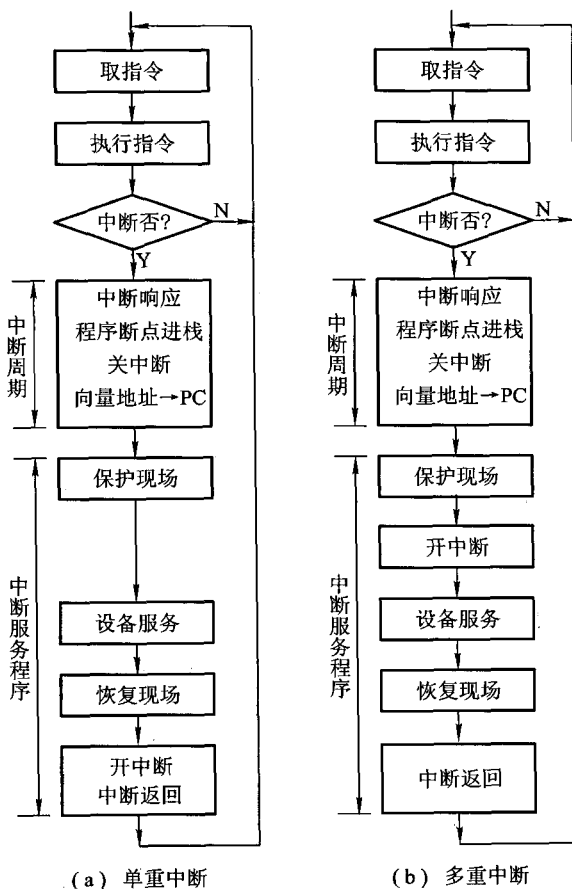 取指令
执行指令
中断否?
N
Y
中断周期
中断响应
程序断点进栈
关中断
向量地址→PC
中断服务程序
保护现场
设备服务
恢复现场
开中断
中断返回
(a) 单重中断
取指令
执行指令
中断否?
N
Y
中断周期
中断响应
程序断点进栈
关中断
向量地址→PC
中断服务程序
保护现场
开中断
设备服务
恢复现场
中断返回
(b) 多重中断